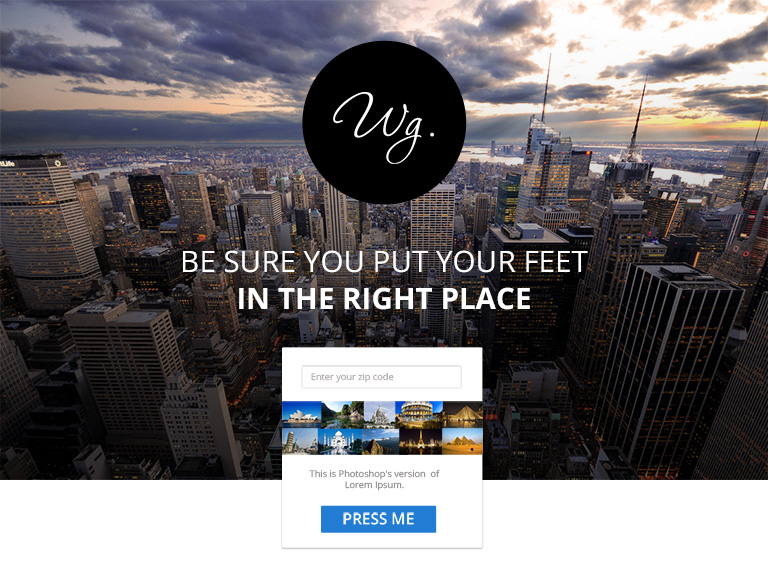 Wg.
BE SURE YOU PUT YOUR FEET
IN THE RIGHT PLACE
Enter your zip code
This is Photoshop's version of
Lorem Ipsum.
PRESS ME